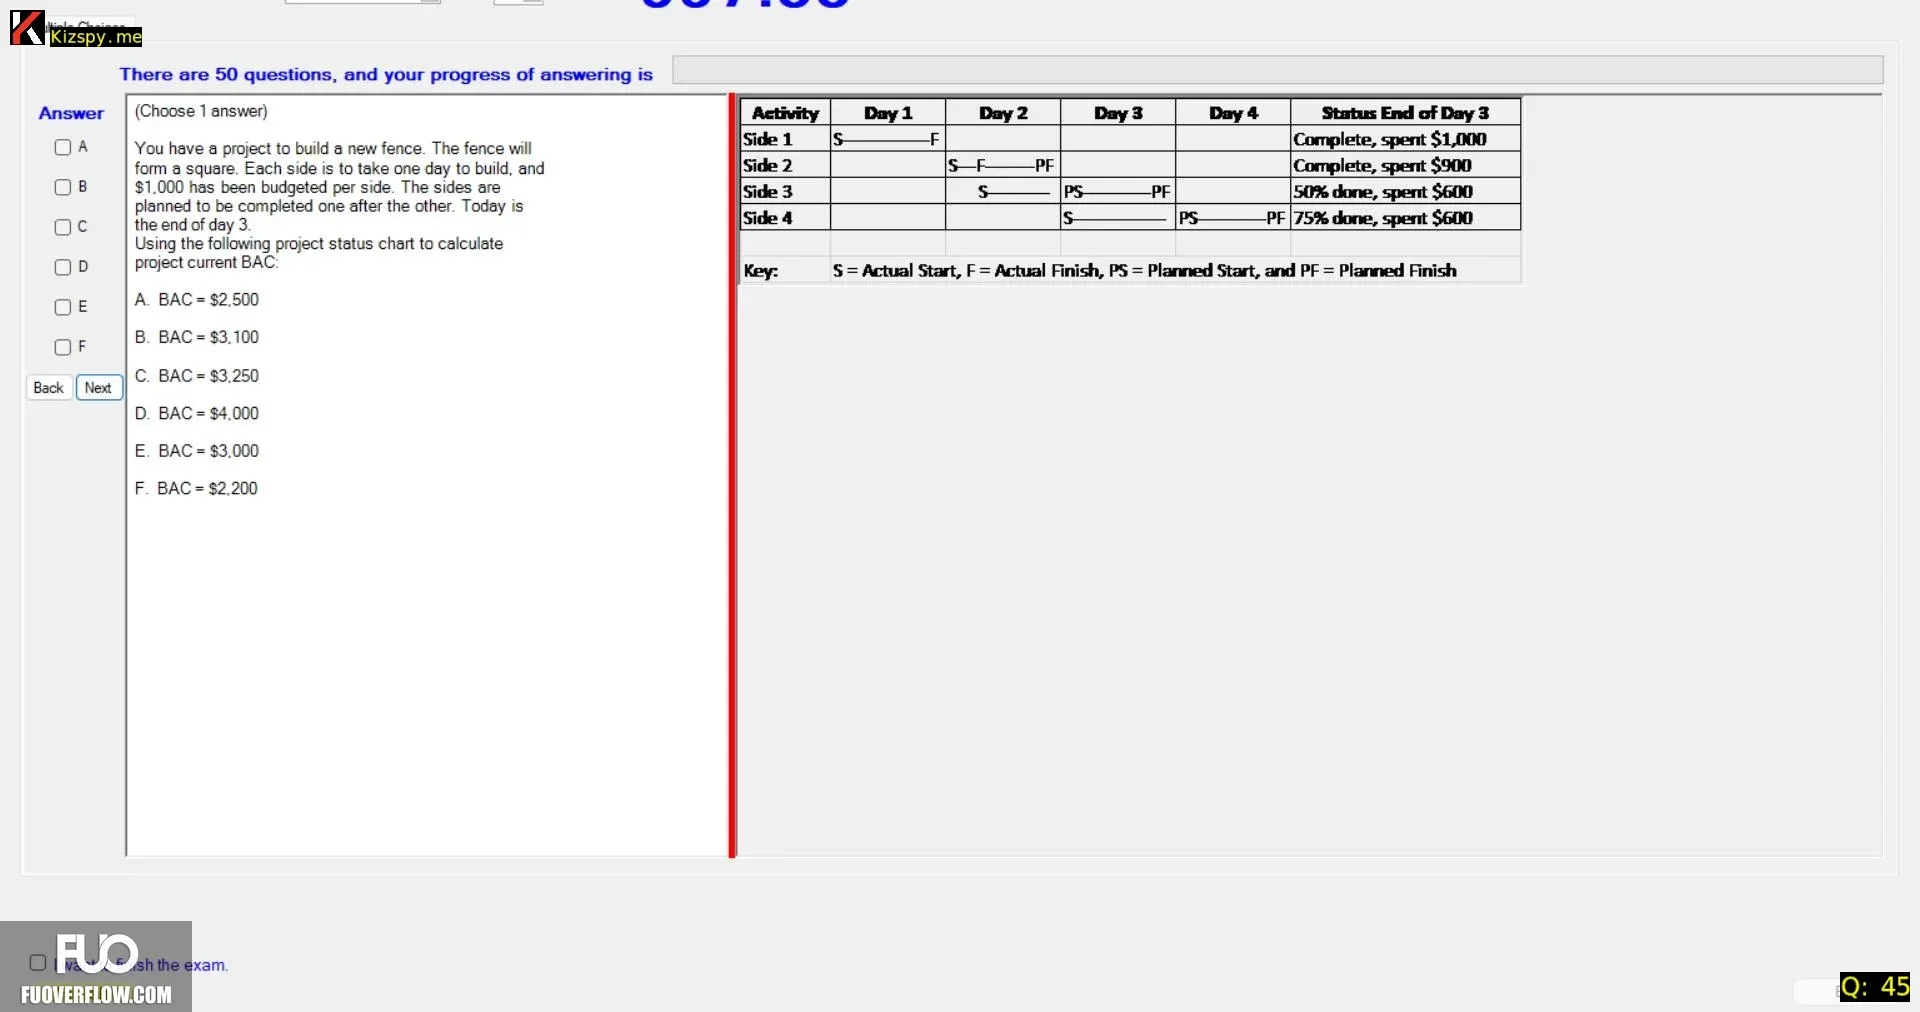 Kizspy.me
There are 50 questions, and your progress of answering is
Answer
A
B
C
D
E
F
Back Next
(Choose 1 answer)
You have a project to build a new fence. The fence will
form a square. Each side is to take one day to build, and
$1,000 has been budgeted per side. The sides are
planned to be completed one after the other. Today is
the end of day 3.
Using the following project status chart to calculate
project current BAC:
A. BAC = $2,500
B. BAC = $3,100
C. BAC = $3,250
D. BAC = $4,000
E. BAC = $3,000
F. BAC = $2,200
Activity Day 1 Day 2 Day 3 Day 4 Status End of Day 3
Side 1 S————F Complete, spent $1,000
Side 2 S—F——PF Complete, spent $900
Side 3 S——— PS———PF 50% done, spent $600
Side 4 S———— PS———PF 75% done, spent $600
Key: S = Actual Start, F = Actual Finish, PS = Planned Start, and PF = Planned Finish
the exam.
FUO
FUOVERFLOW.COM
Q: 45